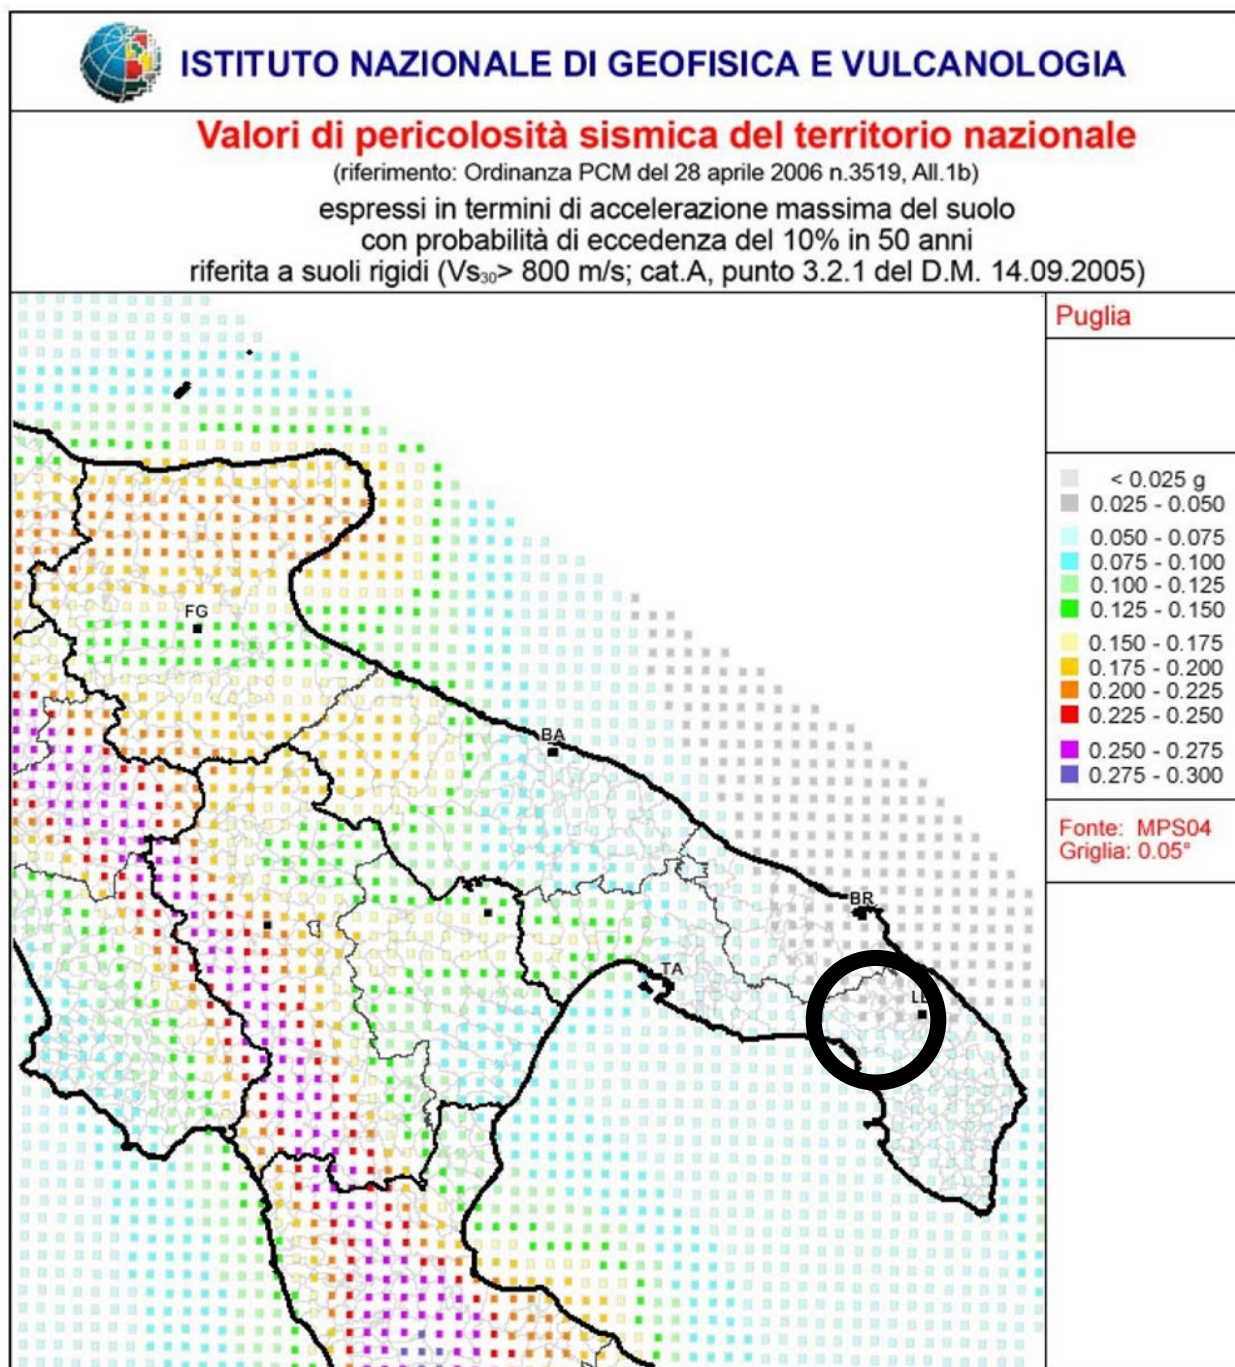 ISTITUTO NAZIONALE DI GEOFISICA E VULCANOLOGIA
Valori di pericolosità sismica del territorio nazionale
(riferimento: Ordinanza PCM del 28 aprile 2006 n.3519, All.1b)
espressi in termini di accelerazione massima del suolo
con probabilità di eccedenza del 10% in 50 anni
riferita a suoli rigidi (Vs₃₀> 800 m/s; cat.A, punto 3.2.1 del D.M. 14.09.2005)
Puglia
< 0.025 g
0.025 - 0.050
0.050 - 0.075
0.075 - 0.100
0.100 - 0.125
0.125 - 0.150
0.150 - 0.175
0.175 - 0.200
0.200 - 0.225
0.225 - 0.250
0.250 - 0.275
0.275 - 0.300
Fonte: MPS04
Griglia: 0.05°
FG
BA
BR
TA